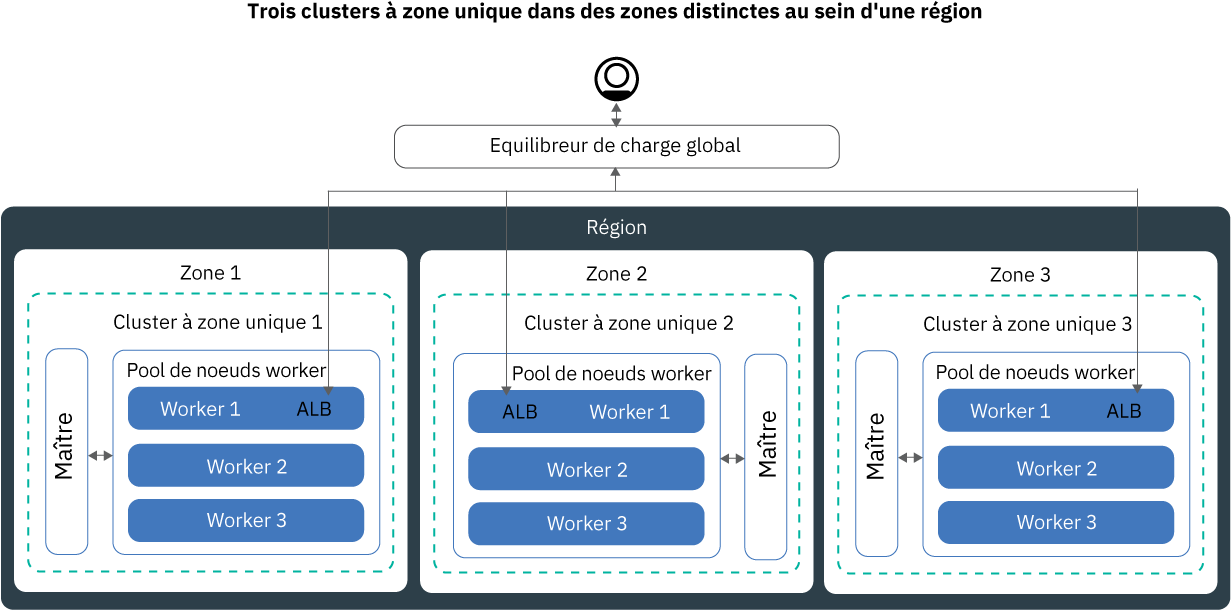 Trois clusters à zone unique dans des zones distinctes au sein d'une région
Equilibreur de charge global
Région
Zone 1
Cluster à zone unique 1
Pool de noeuds worker
Maître
Worker 1 ALB
Worker 2
Worker 3
Zone 2
Cluster à zone unique 2
Pool de noeuds worker
ALB Worker 1
Worker 2
Worker 3
Maître
Zone 3
Cluster à zone unique 3
Pool de noeuds worker
Maître
Worker 1 ALB
Worker 2
Worker 3